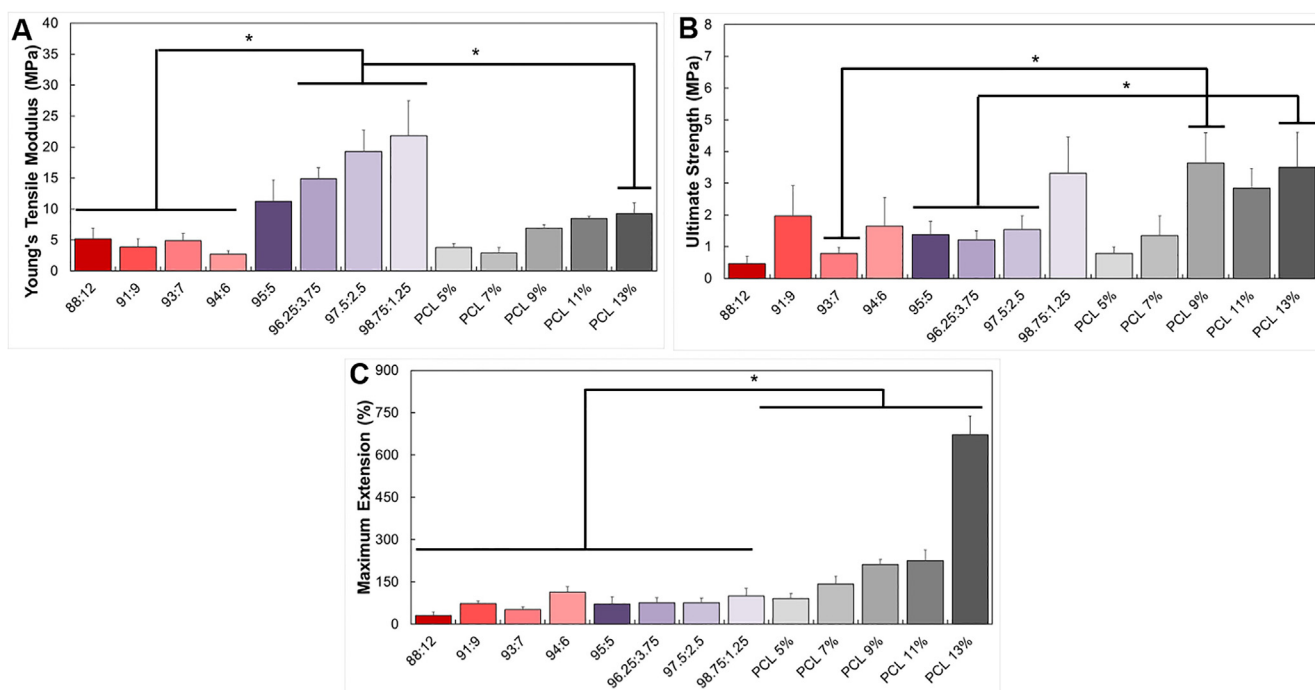 A
Young's Tensile Modulus (MPa)
40
35
30
25
20
15
10
5
0
*
*
88:12
91:9
93:7
94:6
95:5
96.25:3.75
97.5:2.5
98.75:1.25
PCL 5%
PCL 7%
PCL 9%
PCL 11%
PCL 13%
B
Ultimate Strength (MPa)
8
7
6
5
4
3
2
1
0
*
*
88:12
91:9
93:7
94:6
95:5
96.25:3.75
97.5:2.5
98.75:1.25
PCL 5%
PCL 7%
PCL 9%
PCL 11%
PCL 13%
C
Maximum Extension (%)
900
750
600
450
300
150
0
*
88:12
91:9
93:7
94:6
95:5
96.25:3.75
97.5:2.5
98.75:1.25
PCL 5%
PCL 7%
PCL 9%
PCL 11%
PCL 13%